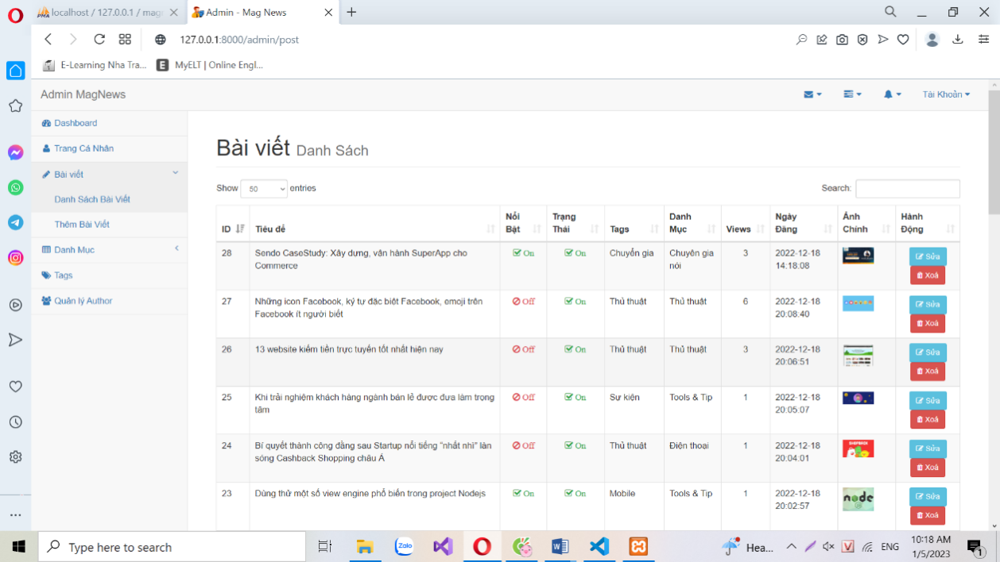 localhost / 127.0.0.1 / mag
Admin - Mag News
127.0.0.1:8000/admin/post
E-Learning Nha Tra...
MyELT | Online Engl...
Admin MagNews
Tài Khoản
Dashboard
Trang Cá Nhân
Bài viết
Danh Sách Bài Viết
Thêm Bài Viết
Danh Mục
Tags
Quản lý Author
Bài viết Danh Sách
Show 50 entries
Search:
ID Tiêu đề Nổi Bật Trạng Thái Tags Danh Mục Views Ngày Đăng Ảnh Chính Hành Động
28 Sendo CaseStudy: Xây dựng, vận hành SuperApp cho On On Chuyển gia Chuyên gia 3 2022-12-18 Sửa
Commerce nói 14:18:08 Xoá
27 Những icon Facebook, ký tự đặc biệt Facebook, emoji trên Off On Thủ thuật Thủ thuật 6 2022-12-18 Sửa
Facebook ít người biết 20:08:40 Xoá
26 13 website kiếm tiền trực tuyến tốt nhất hiện nay Off On Thủ thuật Thủ thuật 3 2022-12-18 Sửa
20:06:51 Xoá
25 Khi trải nghiệm khách hàng ngành bán lẻ được đưa làm trọng Off On Sự kiện Tools & Tip 1 2022-12-18 Sửa
tâm 20:05:07 Xoá
24 Bí quyết thành công đằng sau Startup nổi tiếng "nhất nhì" làn Off On Thủ thuật Điện thoại 1 2022-12-18 Sửa
sóng Cashback Shopping châu Á 20:04:01 Xoá
23 Dùng thử một số view engine phổ biến trong project Nodejs On On Mobile Tools & Tip 1 2022-12-18 node Sửa
20:02:57 Xoá
Type here to search
Zalo
Hea...
ENG
10:18 AM
1/5/2023
1